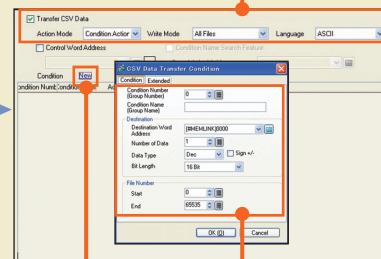 Transfer CSV Data
Action Mode Condition Action Write Mode All Files Language ASCII
Control Word Address Condition Name Search Feature
Condition New
CSV Data Transfer Condition
Condition Extended
Condition Number (Group Number) 0
Condition Name (Group Name)
Destination
Destination Word Address [#MEMLINK]0000
Number of Data 1
Data Type Dec Sign +/-
Bit Length 16 Bit
File Number
Start 0
End 65535
OK (O) Cancel